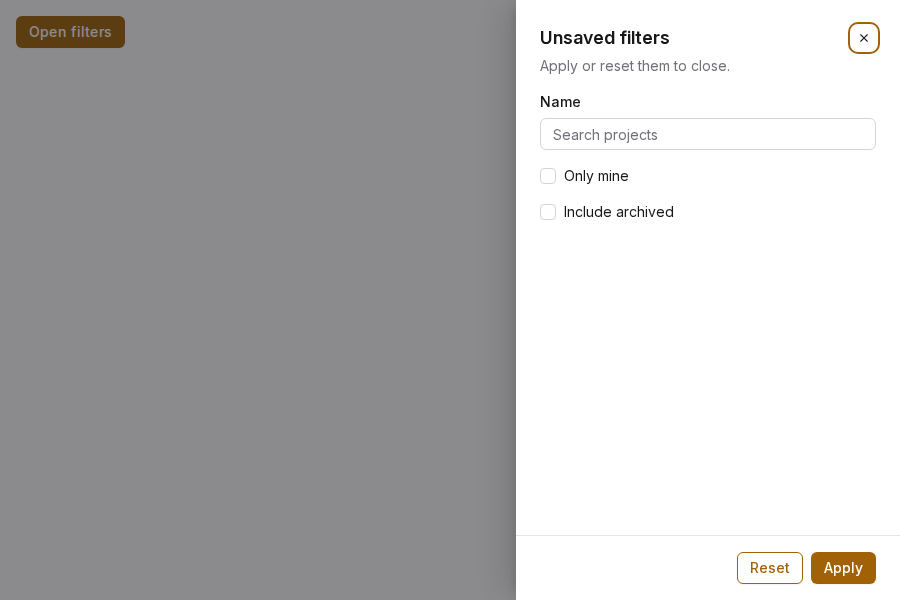 Open filters
Unsaved filters
Apply or reset them to close.
Name
Search projects
Only mine
Include archived
Reset
Apply